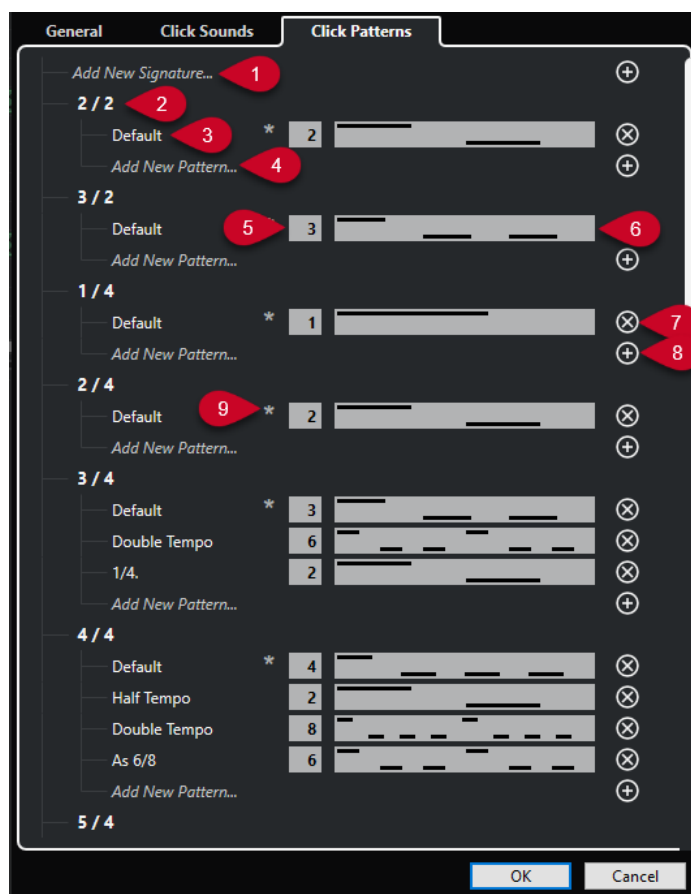 General Click Sounds Click Patterns
Add New Signature... 1
2 / 2 2
Default 3 * 2
Add New Pattern... 4
3 / 2
Default 5 3 6
Add New Pattern...
1 / 4
Default * 1 7
Add New Pattern... 8
2 / 4
Default 9 * 2
Add New Pattern...
3 / 4
Default * 3
Double Tempo 6
1/4. 2
Add New Pattern...
4 / 4
Default * 4
Half Tempo 2
Double Tempo 8
As 6/8 6
Add New Pattern...
5 / 4
OK Cancel